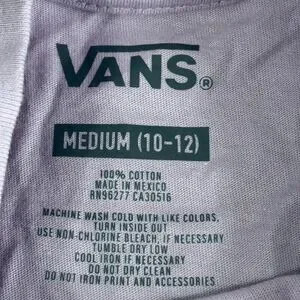 VANS®
MEDIUM (10-12)
100% COTTON
MADE IN MEXICO
RN96277 CA30516
MACHINE WASH COLD WITH LIKE COLORS,
TURN INSIDE OUT
USE NON-CHLORINE BLEACH, IF NECESSARY
TUMBLE DRY LOW
COOL IRON IF NECESSARY
DO NOT DRY CLEAN
DO NOT IRON PRINT AND ACCESSORIES